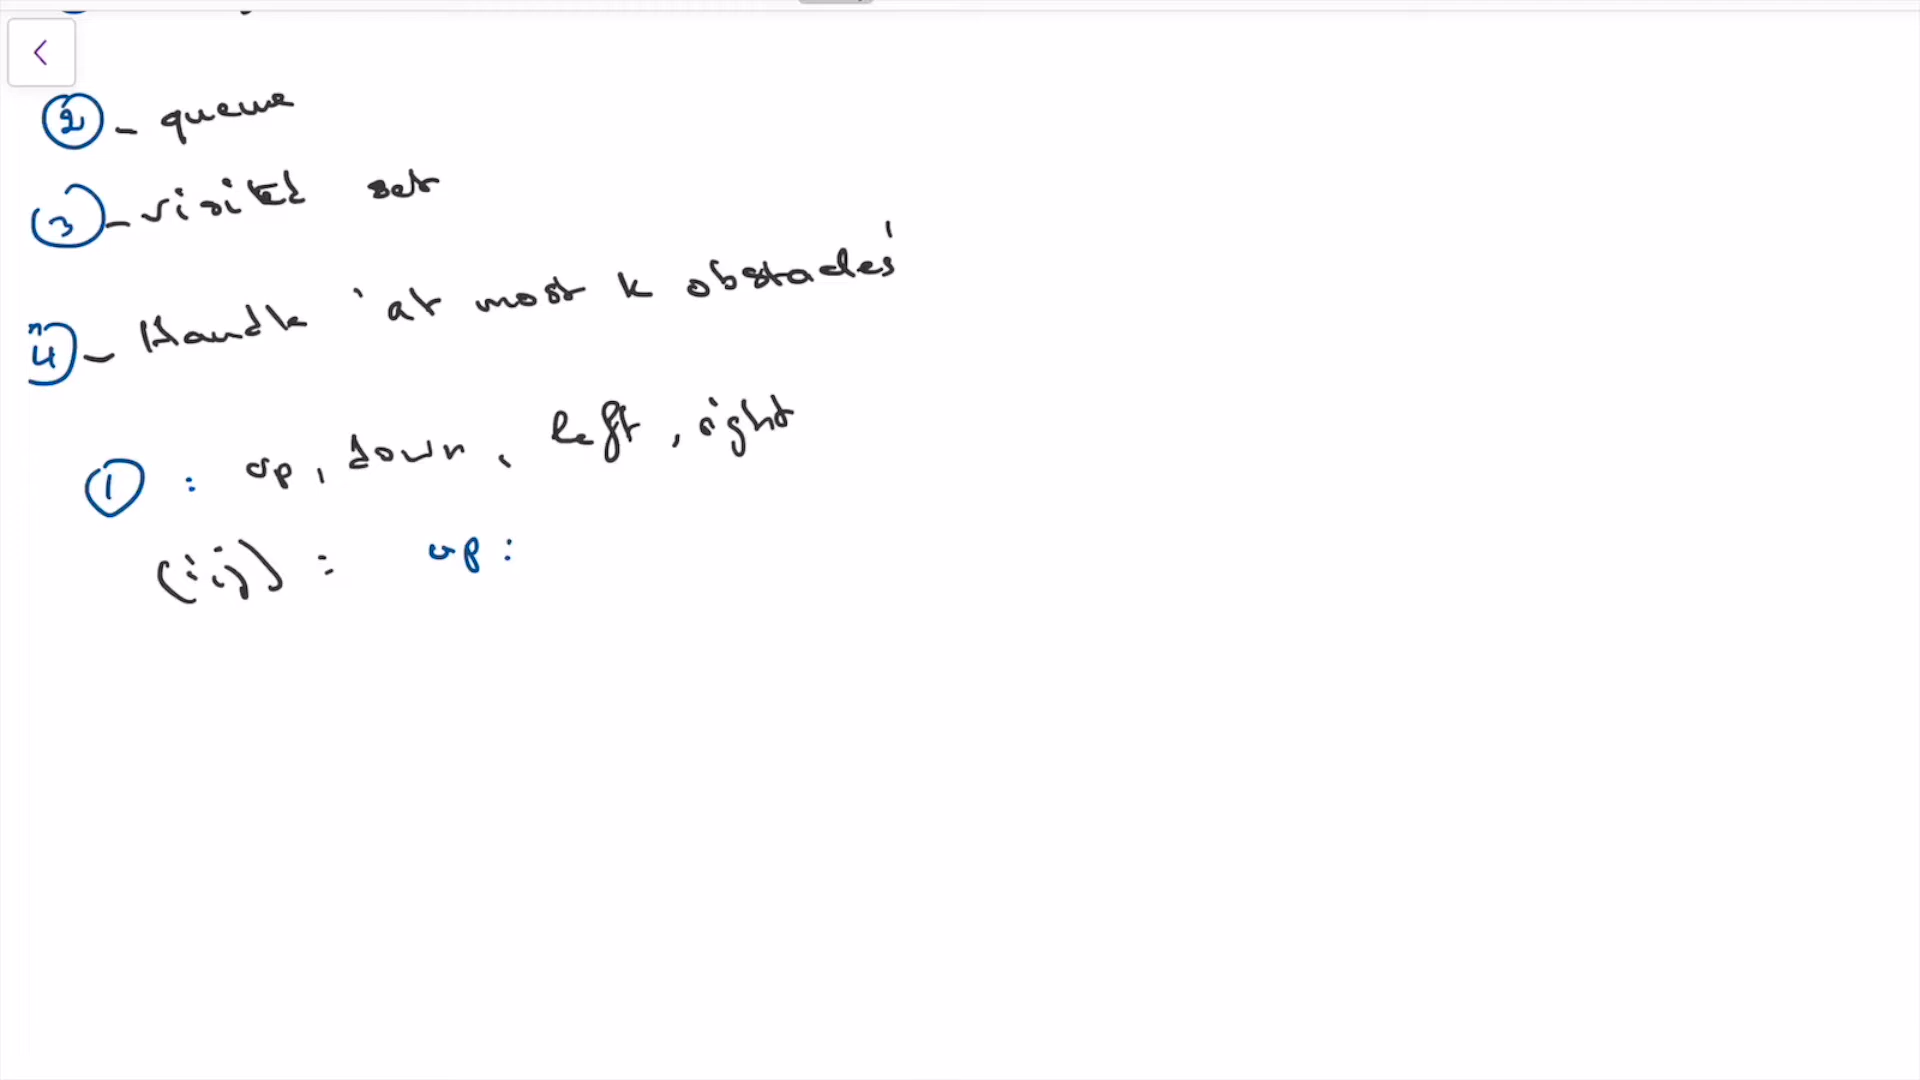 ② - queue
③ - visited set
④ - Handle 'at most k obstacles'
① : up, down, left, right
(i,j) : up :